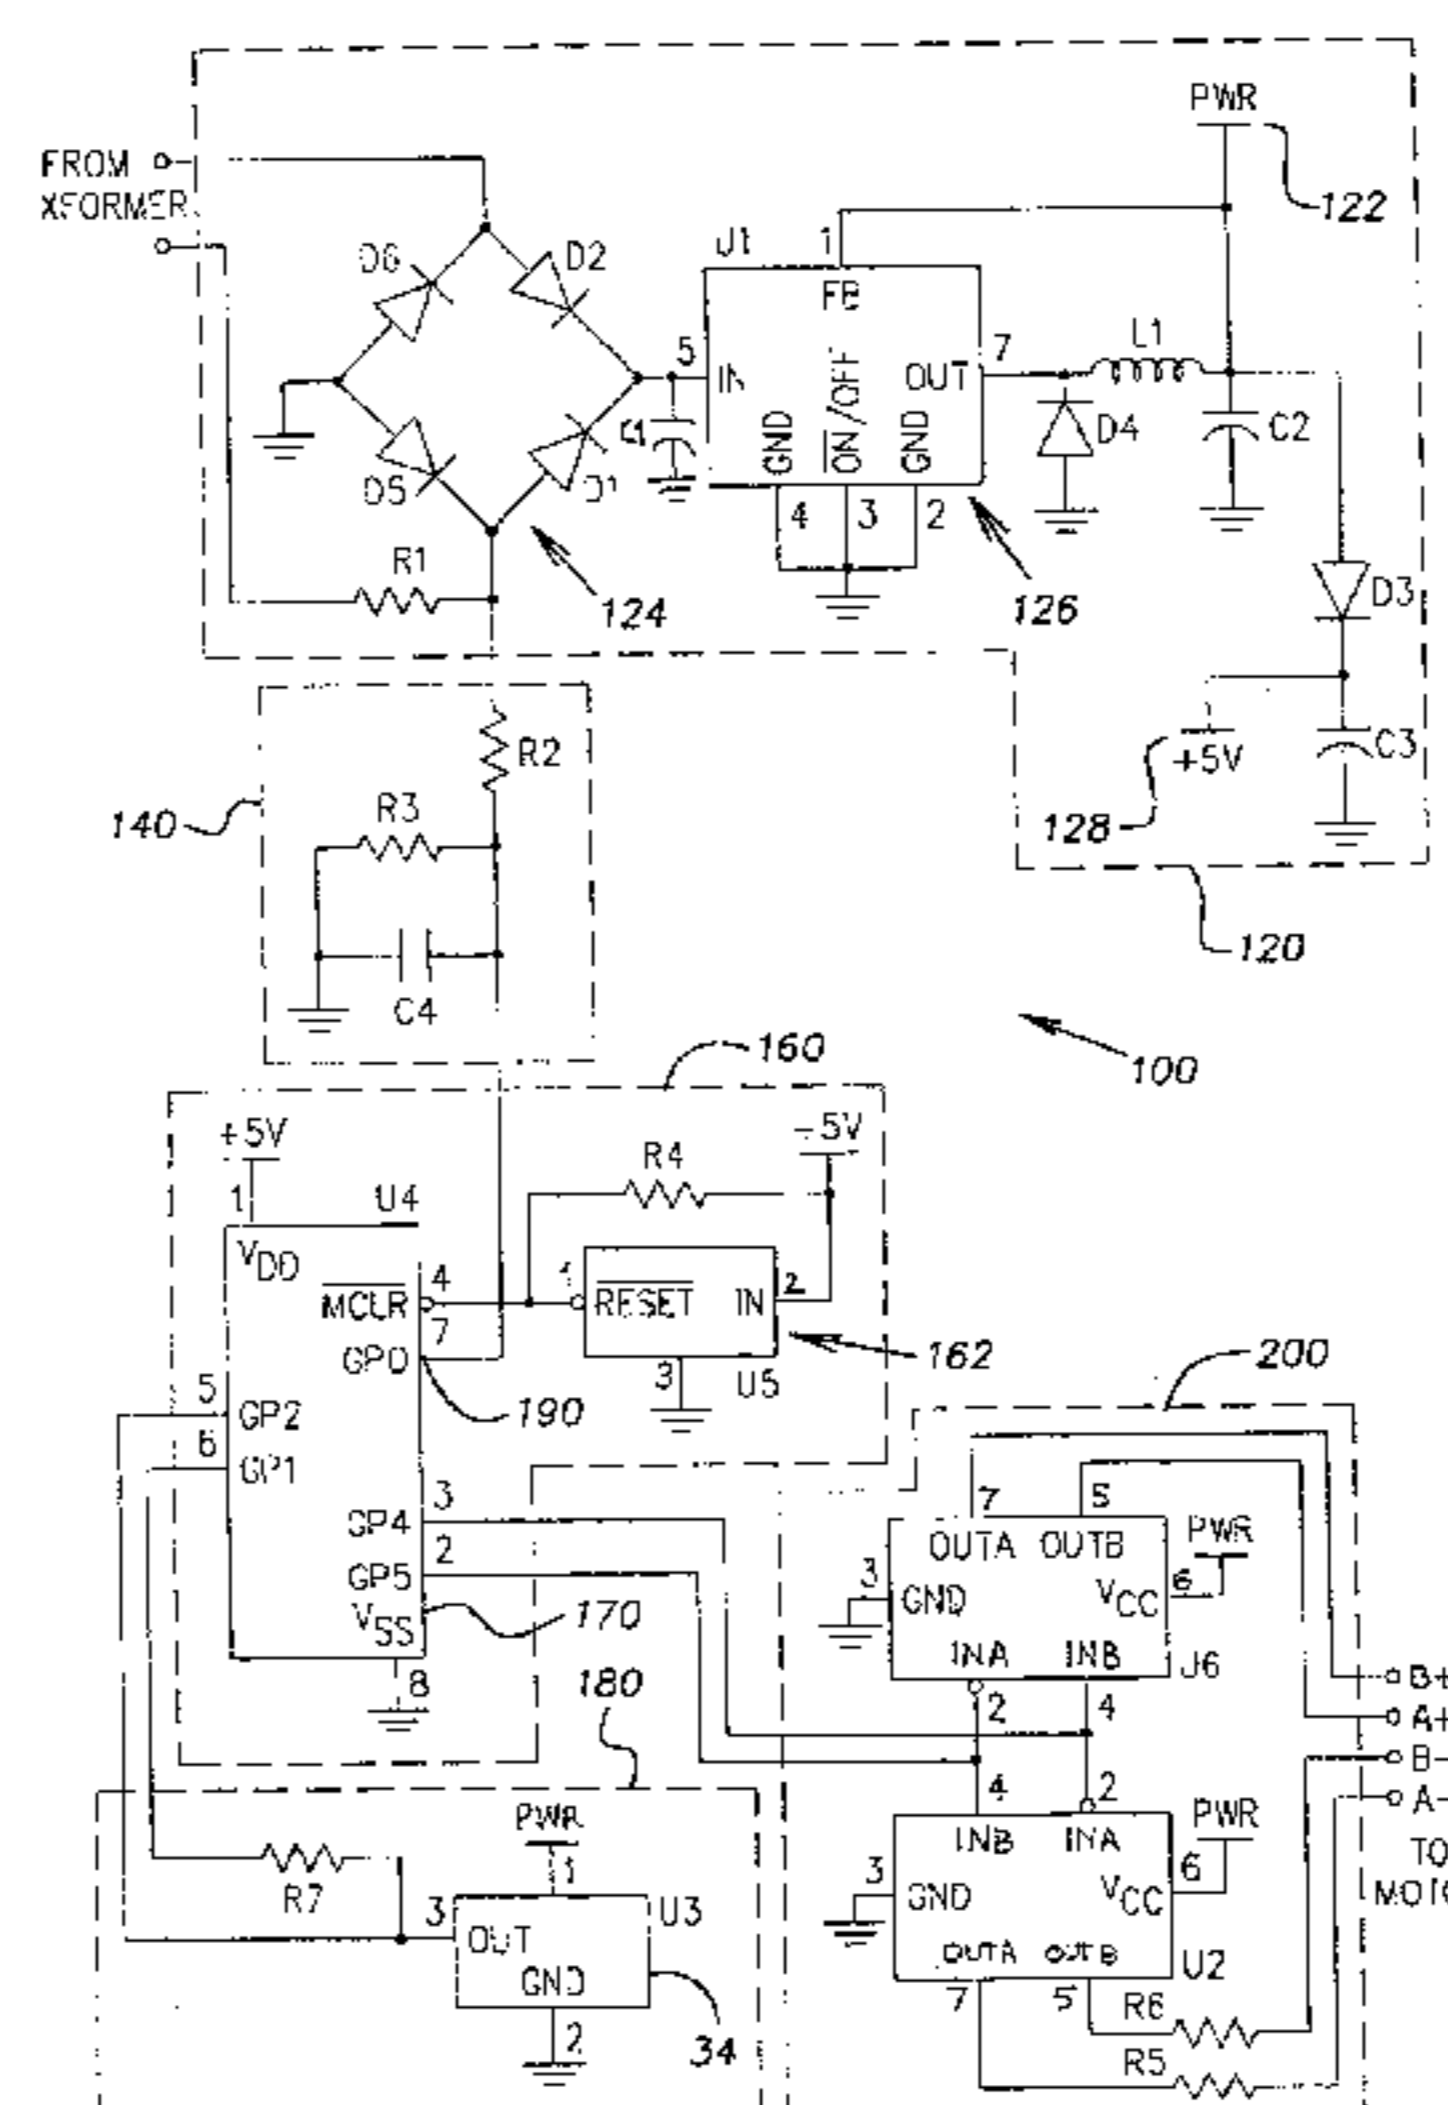 PWR
122
FROM
XFORMER
D6
D2
U1
1
FB
5
IN
ON/OFF
GND
GND
OUT
7
L1
D4
C2
C1
D5
D1
4
3
2
R1
124
126
D3
R2
+5V
C3
140
R3
128
120
C4
100
160
+5V
5V
R4
1
U4
VDD
MCLR
4
1
RESET
IN
2
7
GP0
162
3
U5
190
200
5
GP2
6
GP1
7
5
3
GP4
OUTA
OUTB
PWR
2
GP5
3
GND
VCC
6
VSS
170
INA
INB
U6
8
180
2
4
B+
A+
B-
A-
4
2
PWR
PWR
1
INB
INA
TO
R7
3
OUT
U3
3
GND
VCC
6
MOTO
GND
OUTA
OUTB
U2
2
34
7
5
R6
R5